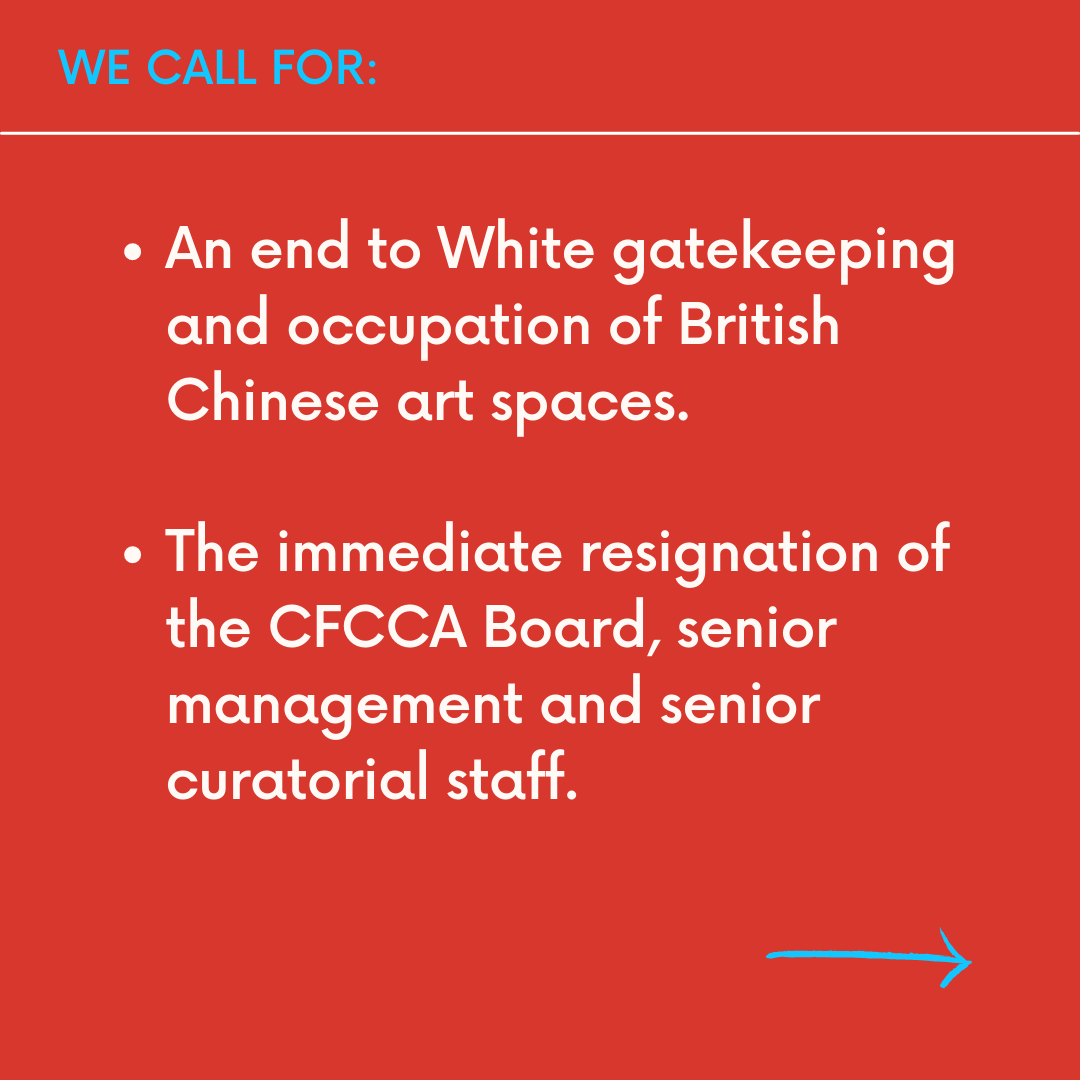 WE CALL FOR:
• An end to White gatekeeping
and occupation of British
Chinese art spaces.
• The immediate resignation of
the CFCCA Board, senior
management and senior
curatorial staff.